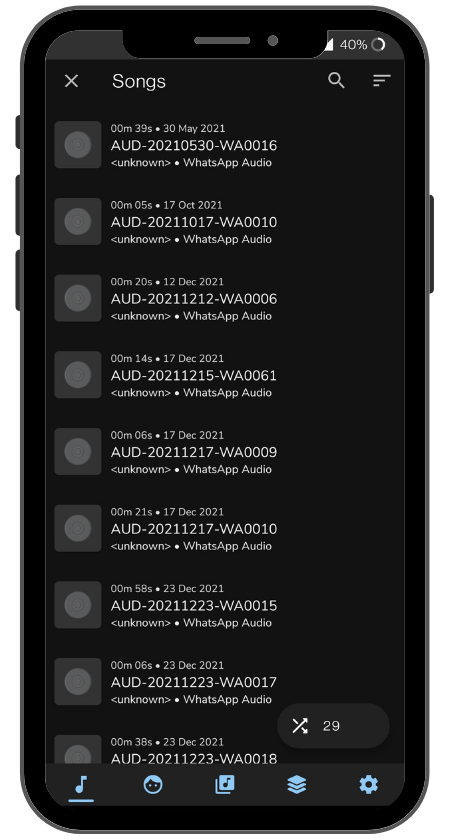 40%
Songs
00m 39s • 30 May 2021
AUD-20210530-WA0016
<unknown> • WhatsApp Audio
00m 05s • 17 Oct 2021
AUD-20211017-WA0010
<unknown> • WhatsApp Audio
00m 20s • 12 Dec 2021
AUD-20211212-WA0006
<unknown> • WhatsApp Audio
00m 14s • 17 Dec 2021
AUD-20211215-WA0061
<unknown> • WhatsApp Audio
00m 06s • 17 Dec 2021
AUD-20211217-WA0009
<unknown> • WhatsApp Audio
00m 21s • 17 Dec 2021
AUD-20211217-WA0010
<unknown> • WhatsApp Audio
00m 58s • 23 Dec 2021
AUD-20211223-WA0015
<unknown> • WhatsApp Audio
00m 06s • 23 Dec 2021
AUD-20211223-WA0017
<unknown> • WhatsApp Audio
29
00m 38s • 23 Dec 2021
AUD-20211223-WA0018